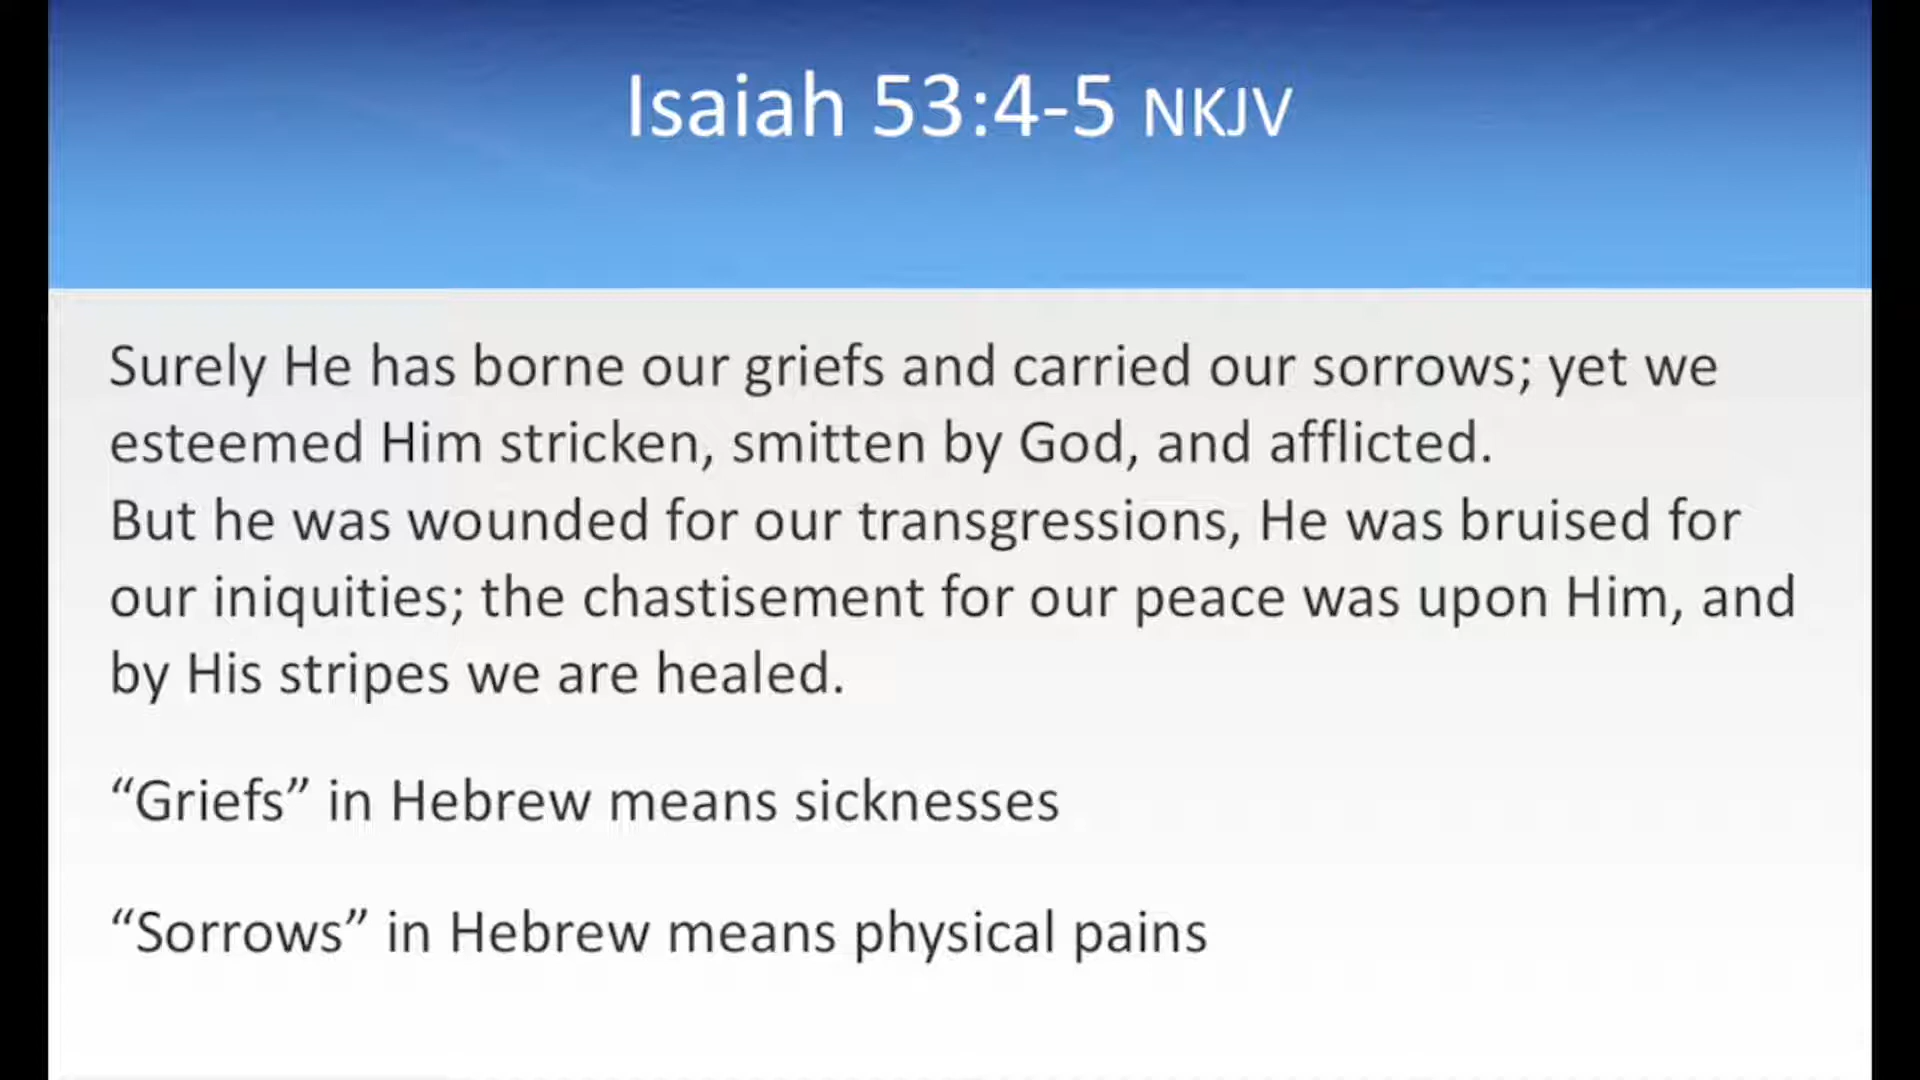 Isaiah 53:4-5 NKJV
Surely He has borne our griefs and carried our sorrows; yet we
esteemed Him stricken, smitten by God, and afflicted.
But he was wounded for our transgressions, He was bruised for
our iniquities; the chastisement for our peace was upon Him, and
by His stripes we are healed.
“Griefs” in Hebrew means sicknesses
“Sorrows” in Hebrew means physical pains